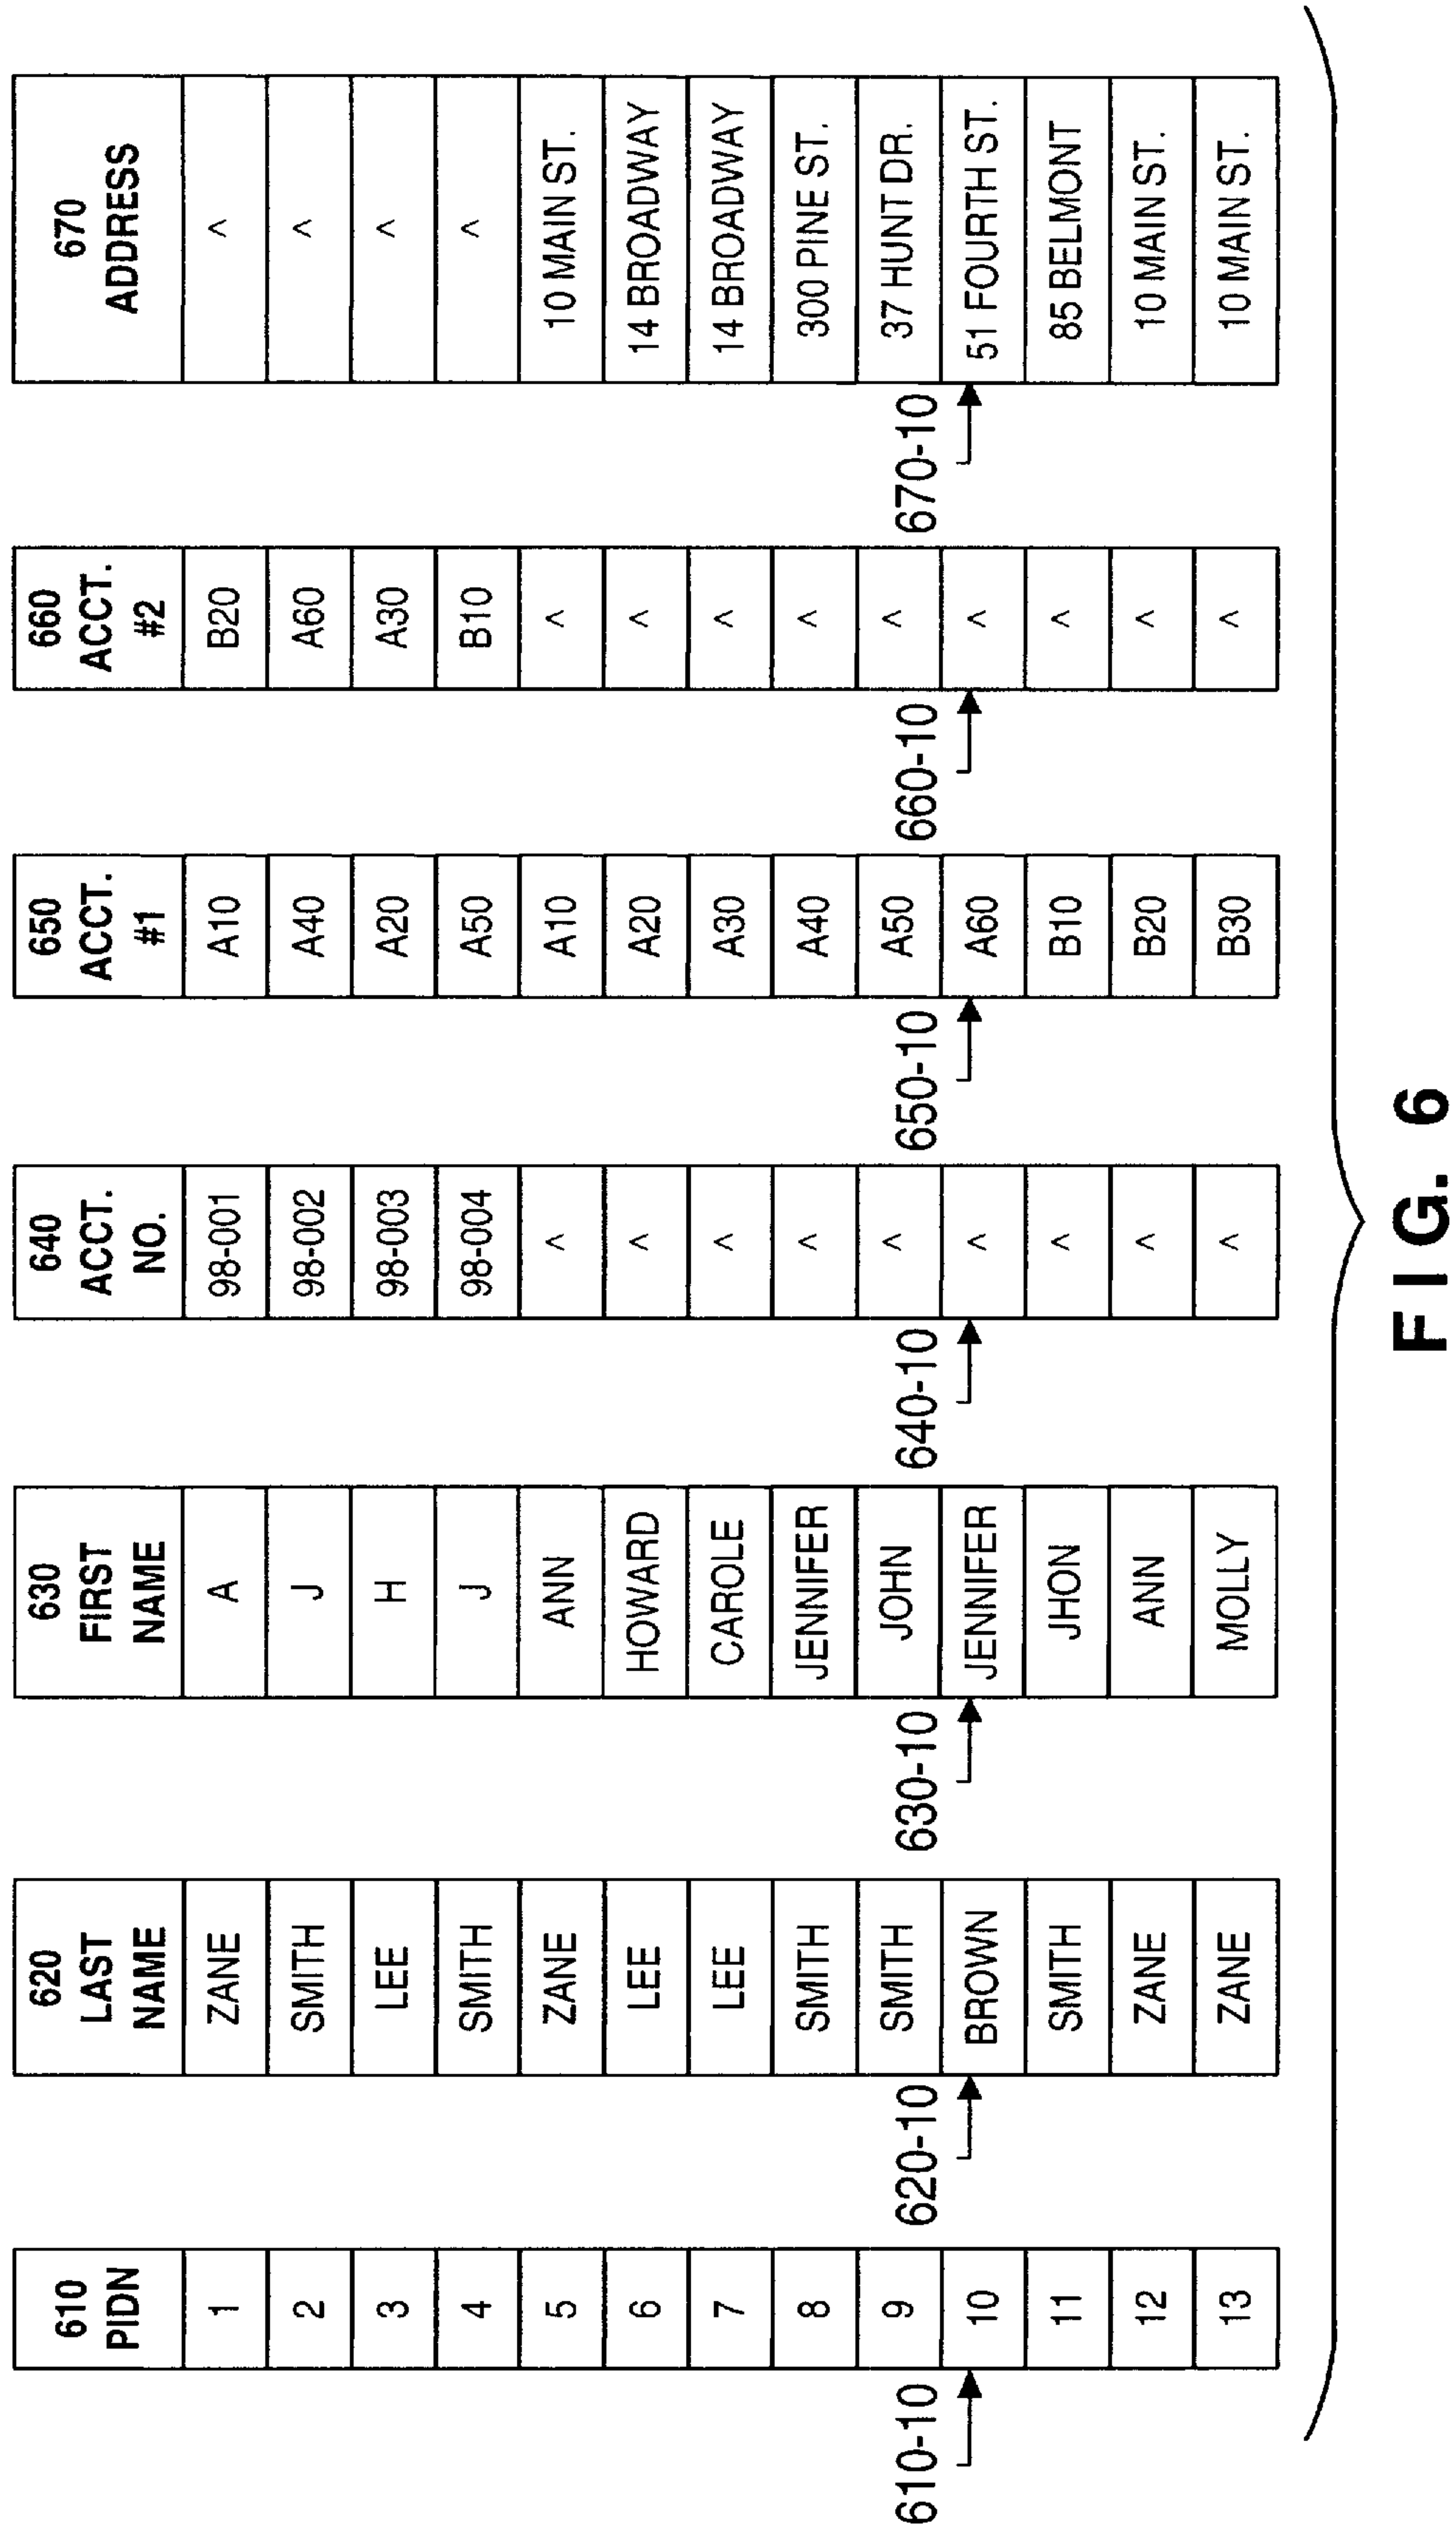 610 620 630 640 650 660 670
PIDN LAST FIRST ACCT. ACCT. ACCT. ADDRESS
NAME NAME NO. #1 #2
1 ZANE A 98-001 A10 B20 ^
2 SMITH J 98-002 A40 A60 ^
3 LEE H 98-003 A20 A30 ^
4 SMITH J 98-004 A50 B10 ^
5 ZANE ANN ^ A10 ^ 10 MAIN ST.
6 LEE HOWARD ^ A20 ^ 14 BROADWAY
7 LEE CAROLE ^ A30 ^ 14 BROADWAY
8 SMITH JENNIFER ^ A40 ^ 300 PINE ST.
9 SMITH JOHN ^ A50 ^ 37 HUNT DR.
610-10 620-10 630-10 640-10 650-10 660-10 670-10
10 BROWN JENNIFER ^ A60 ^ 51 FOURTH ST.
11 SMITH JHON ^ B10 ^ 85 BELMONT
12 ZANE ANN ^ B20 ^ 10 MAIN ST.
13 ZANE MOLLY ^ B30 ^ 10 MAIN ST.
FIG. 6